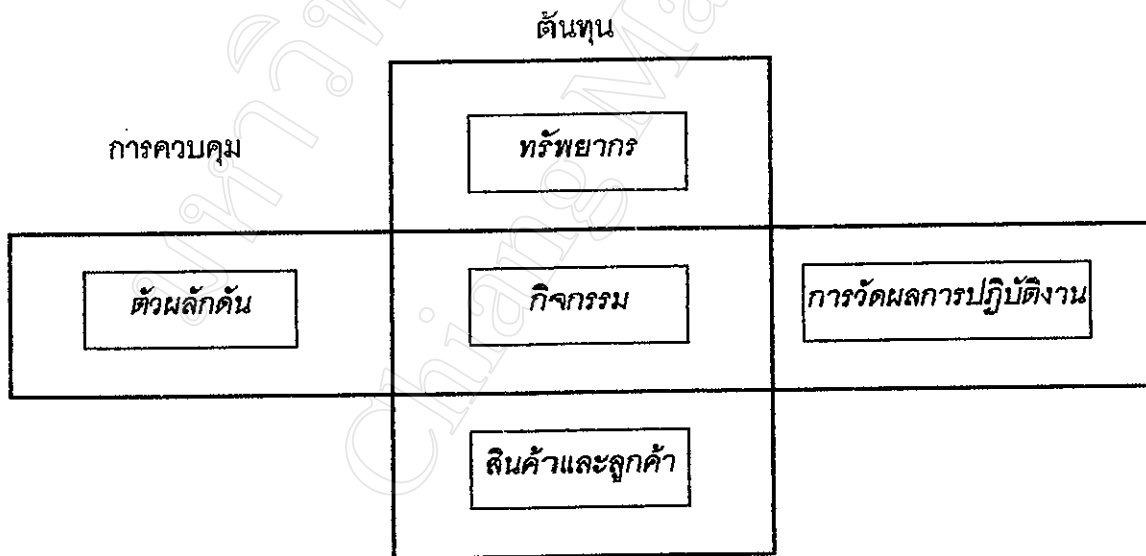 ต้นทุน
การควบคุม
ทรัพยากร
ตัวผลักดัน
กิจกรรม
การวัดผลการปฏิบัติงาน
สินค้าและลูกค้า
Chiang Ma